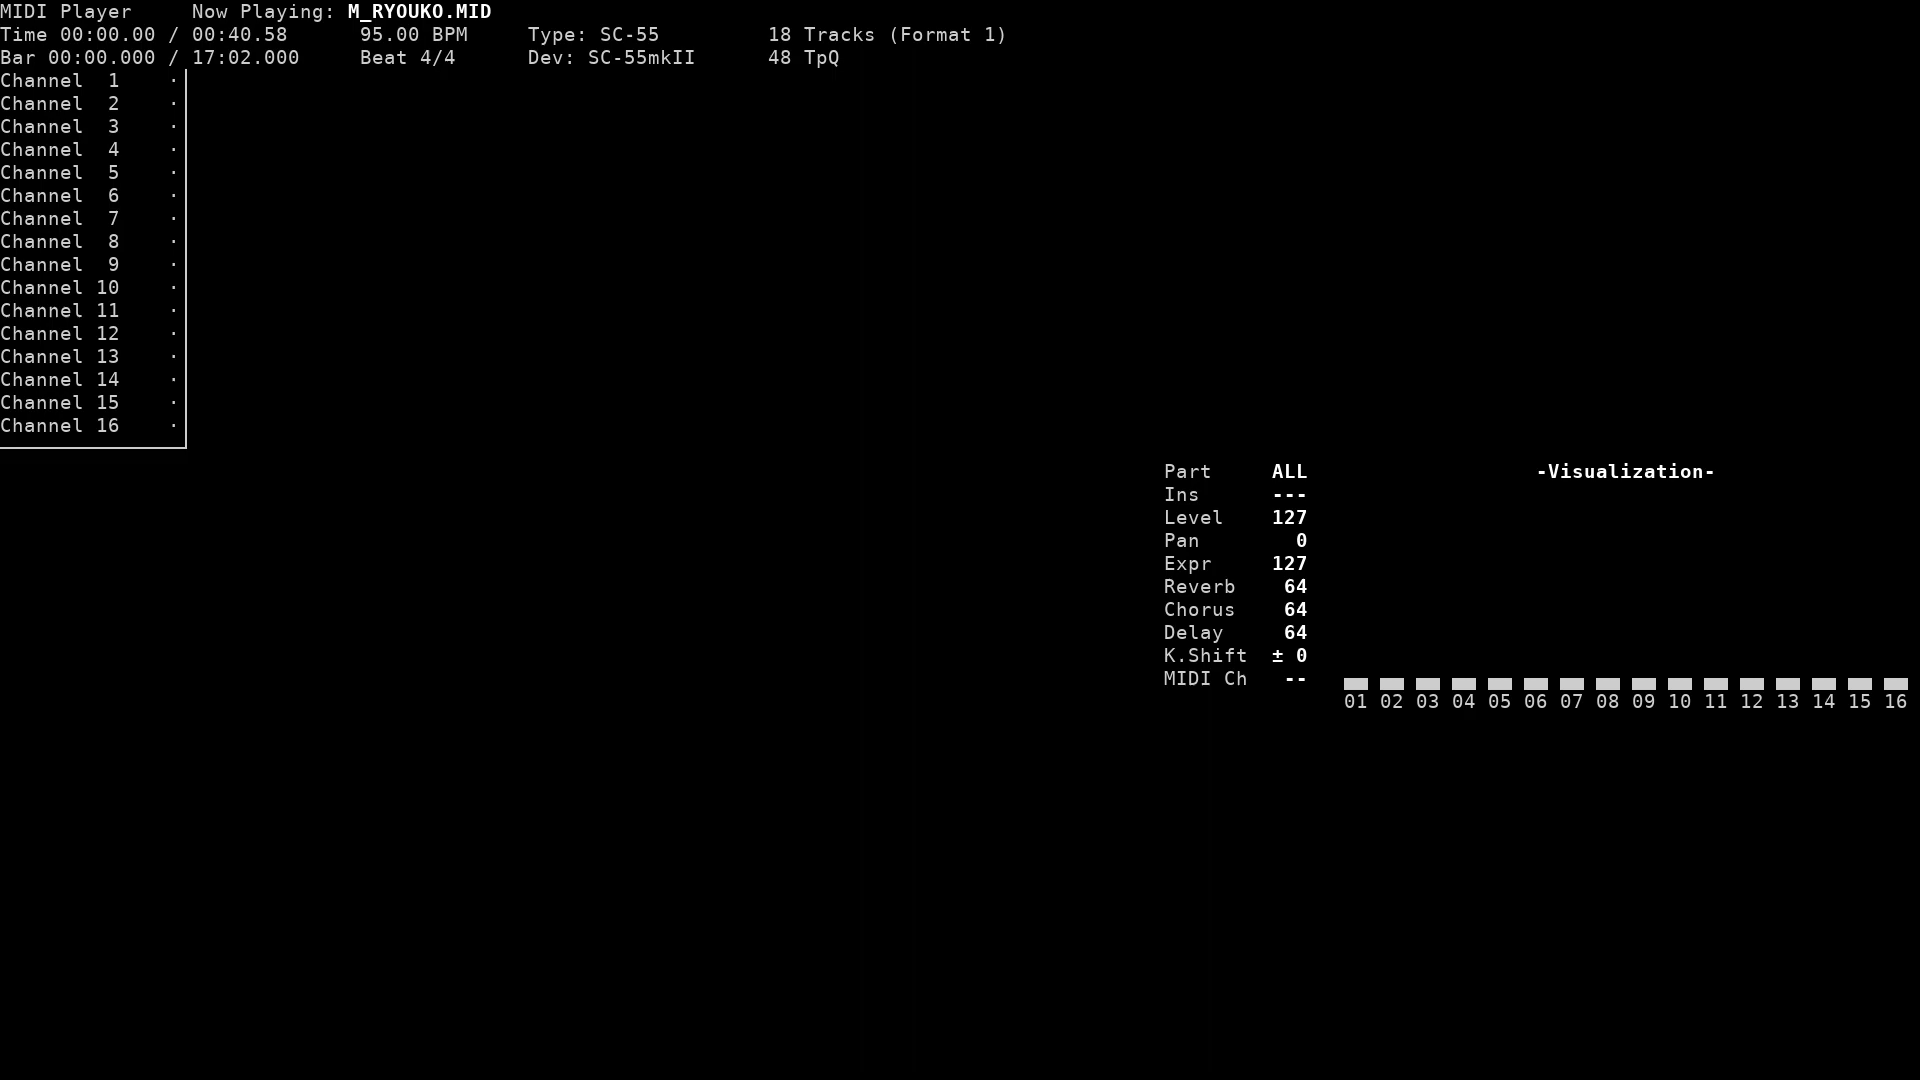 MIDI Player     Now Playing: M_RYOUKO.MID
Time 00:00.00 / 00:40.58      95.00 BPM     Type: SC-55         18 Tracks (Format 1)
Bar 00:00.000 / 17:02.000     Beat 4/4      Dev: SC-55mkII      48 TpQ
Channel  1    ·
Channel  2    ·
Channel  3    ·
Channel  4    ·
Channel  5    ·
Channel  6    ·
Channel  7    ·
Channel  8    ·
Channel  9    ·
Channel 10    ·
Channel 11    ·
Channel 12    ·
Channel 13    ·
Channel 14    ·
Channel 15    ·
Channel 16    ·
Part     ALL                   -Visualization-
Ins      ---
Level    127
Pan        0
Expr     127
Reverb    64
Chorus    64
Delay     64
K.Shift  ± 0
MIDI Ch   --
01 02 03 04 05 06 07 08 09 10 11 12 13 14 15 16